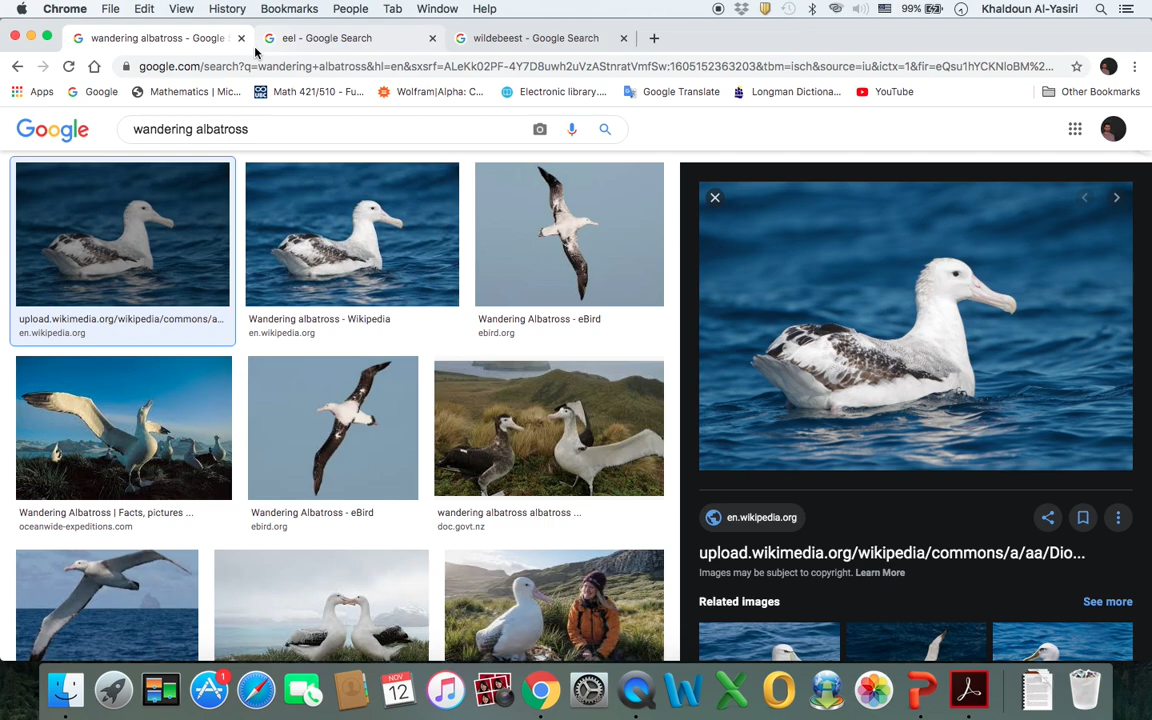 Chrome File Edit View History Bookmarks People Tab Window Help 99% Khaldoun Al-Yasiri
wandering albatross - Google S eel - Google Search wildebeest - Google Search
google.com/search?q=wandering+albatross&hl=en&sxsrf=ALeKk02PF-4Y7D8uwh2uVzAStnratVmfSw:1605152363203&tbm=isch&source=iu&ictx=1&fir=eQsu1hYCKNloBM%2...
Apps Google Mathematics | Mic... Math 421/510 - Fu... Wolfram|Alpha: C... Electronic library.... Google Translate Longman Dictiona... YouTube Other Bookmarks
Google wandering albatross
upload.wikimedia.org/wikipedia/commons/a... Wandering albatross - Wikipedia Wandering Albatross - eBird
en.wikipedia.org en.wikipedia.org ebird.org
Wandering Albatross | Facts, pictures ... Wandering Albatross - eBird wandering albatross albatross ...
oceanwide-expeditions.com ebird.org doc.govt.nz
en.wikipedia.org
upload.wikimedia.org/wikipedia/commons/a/aa/Dio...
Images may be subject to copyright. Learn More
Related images See more
1
NOV
12